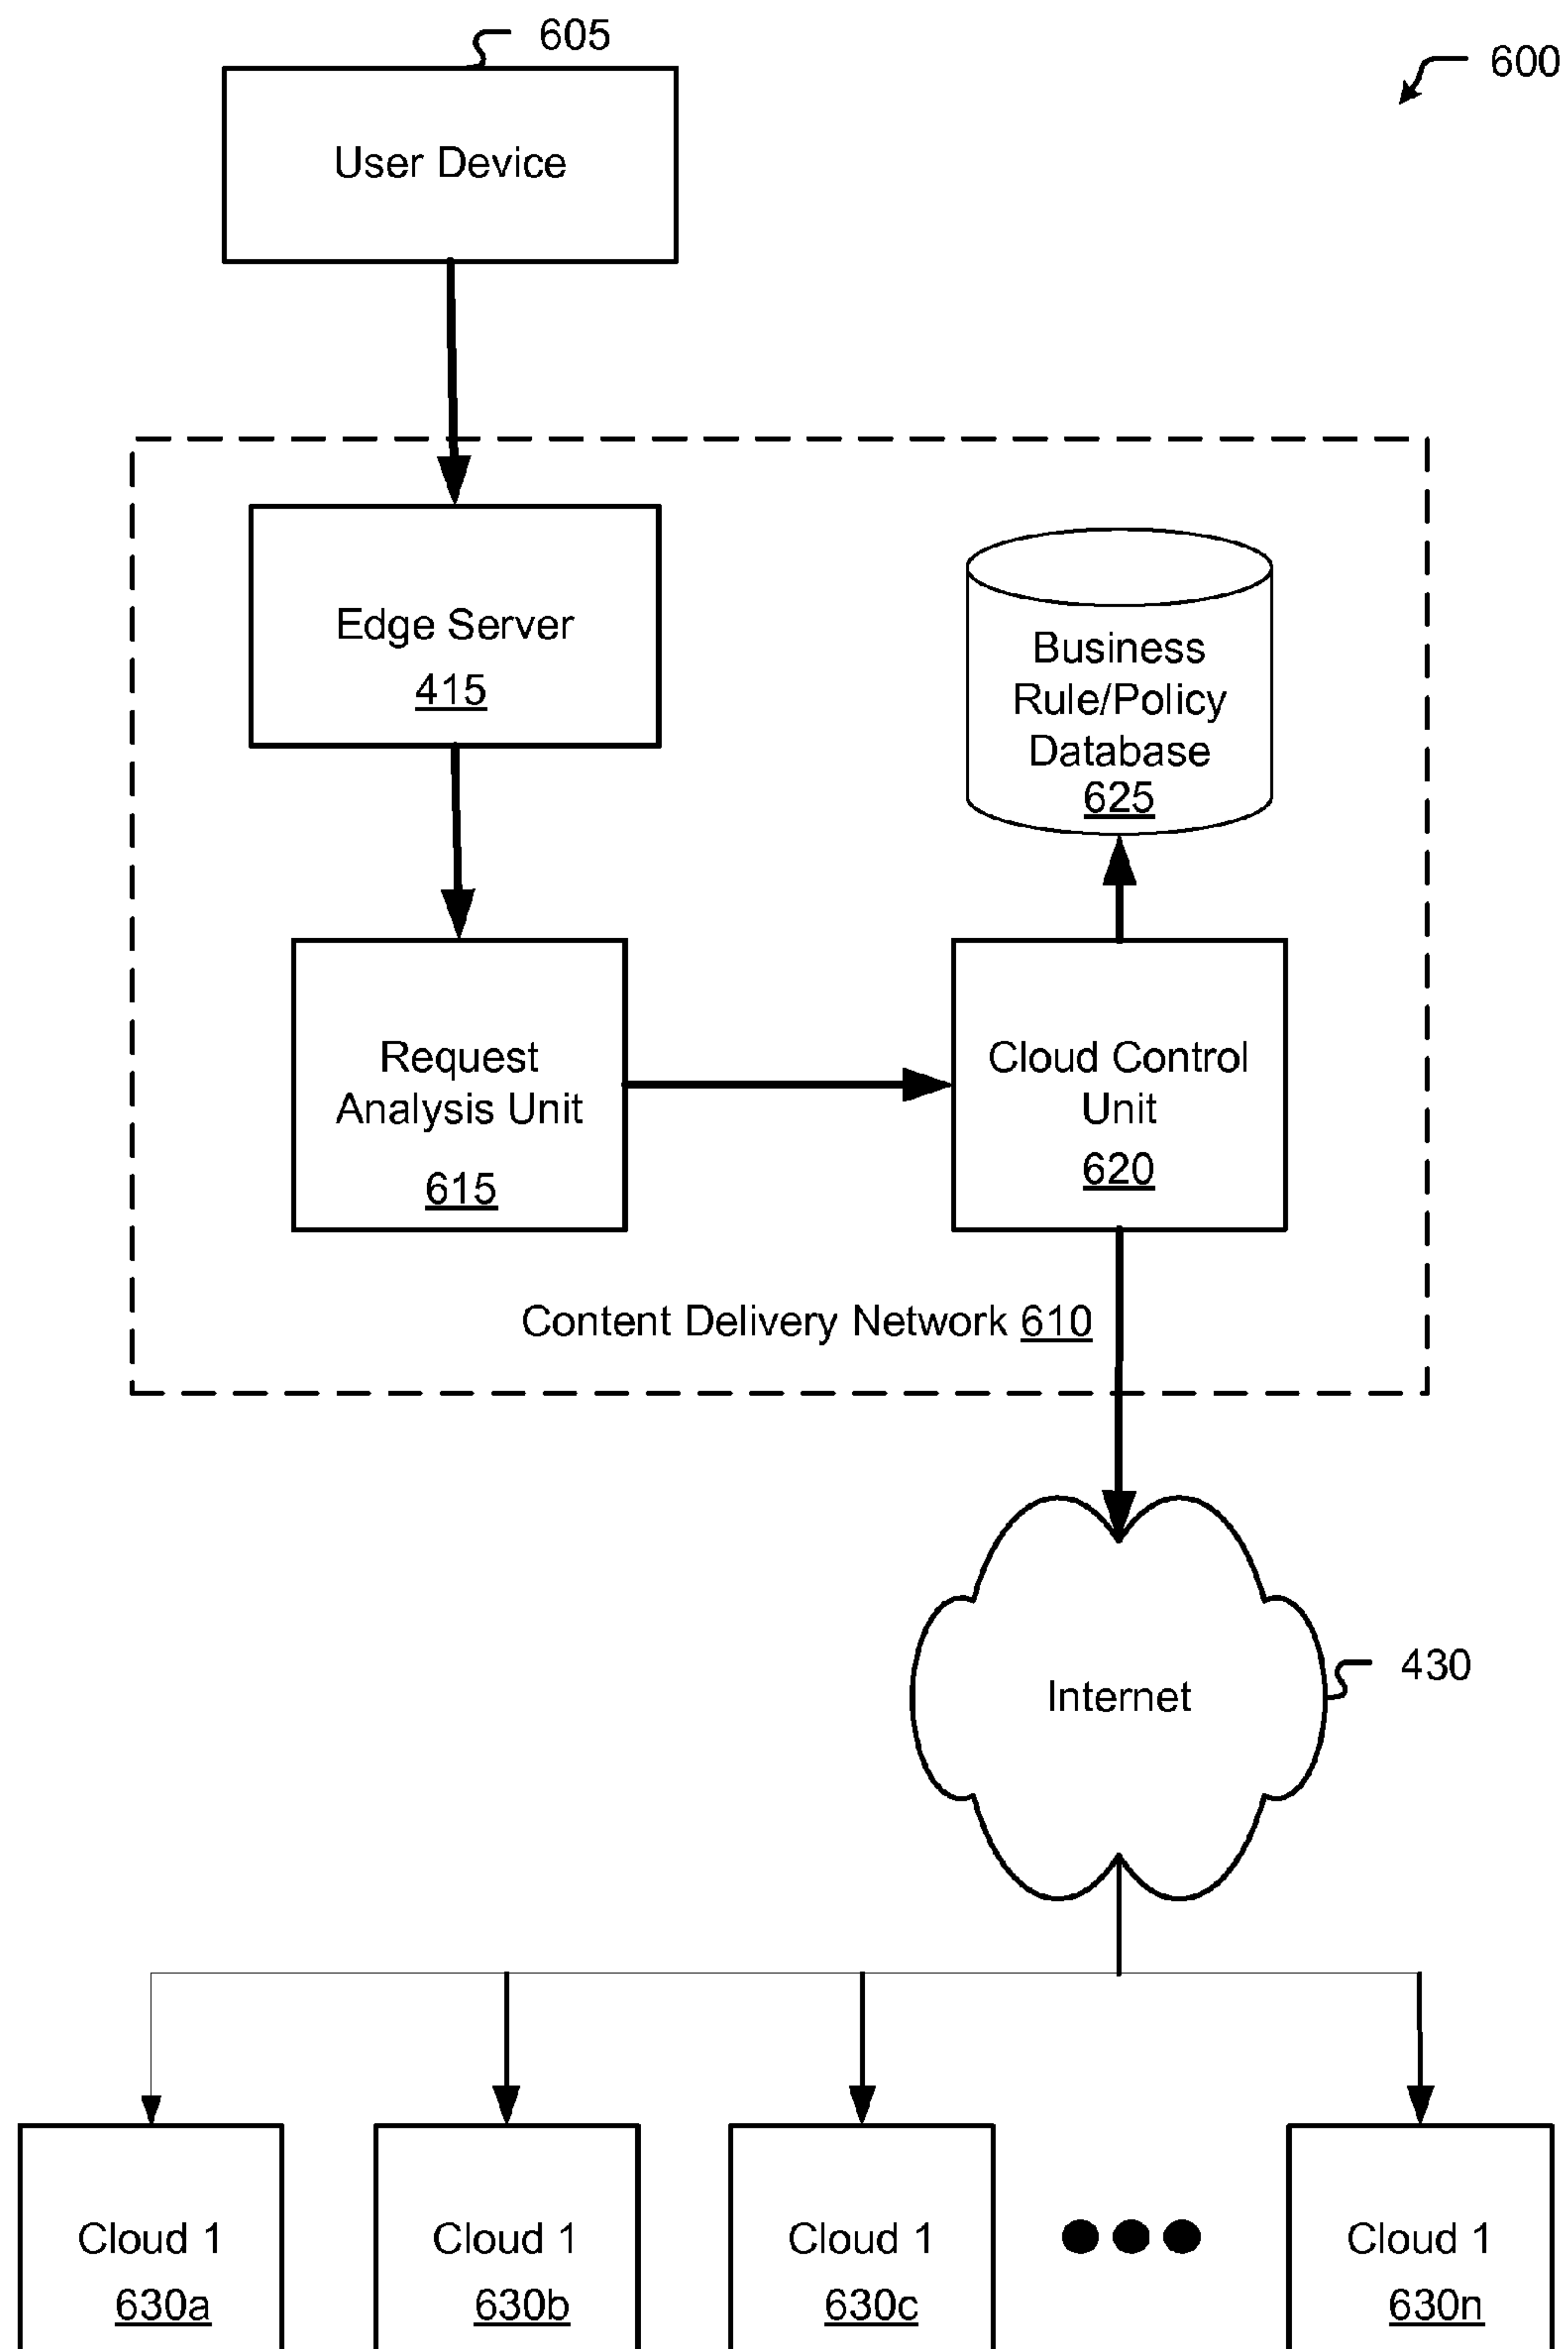 605
600
User Device
Edge Server
415
Business
Rule/Policy
Database
625
Request
Analysis Unit
615
Cloud Control
Unit
620
Content Delivery Network 610
Internet
430
Cloud 1
630a
Cloud 1
630b
Cloud 1
630c
Cloud 1
630n